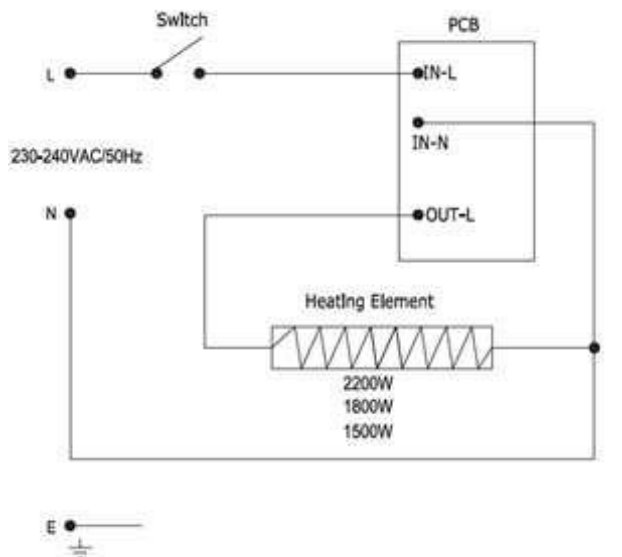 Switch
PCB
L
IN-L
IN-N
230-240VAC/50Hz
N
OUT-L
Heating Element
2200W
1800W
1500W
E